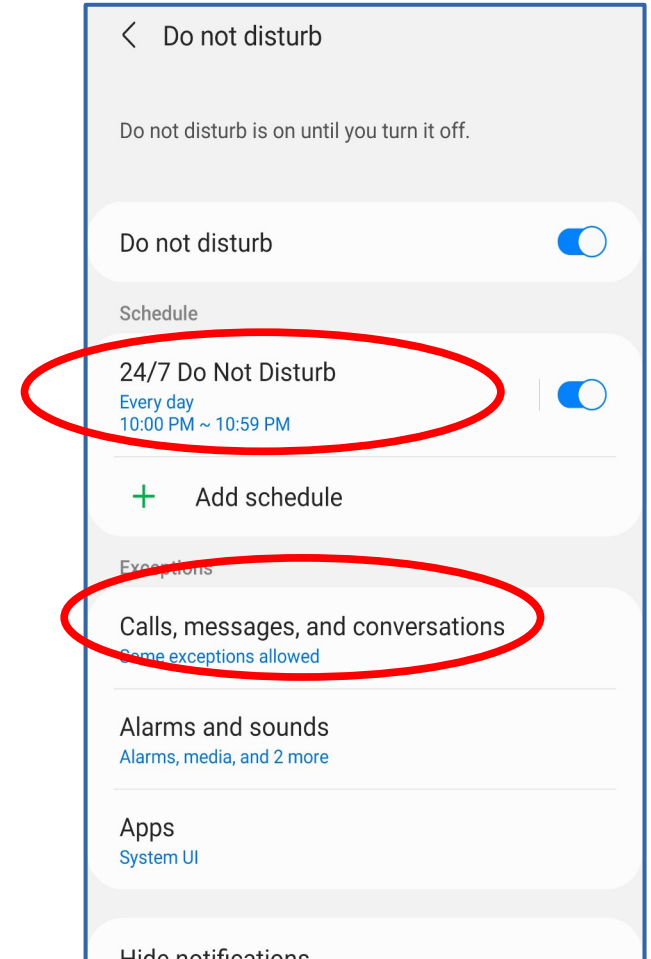 Do not disturb
Do not disturb is on until you turn it off.
Do not disturb
Schedule
24/7 Do Not Disturb
Every day
10:00 PM ~ 10:59 PM
Add schedule
Exceptions
Calls, messages, and conversations
Some exceptions allowed
Alarms and sounds
Alarms, media, and 2 more
Apps
System UI
Hide notifications